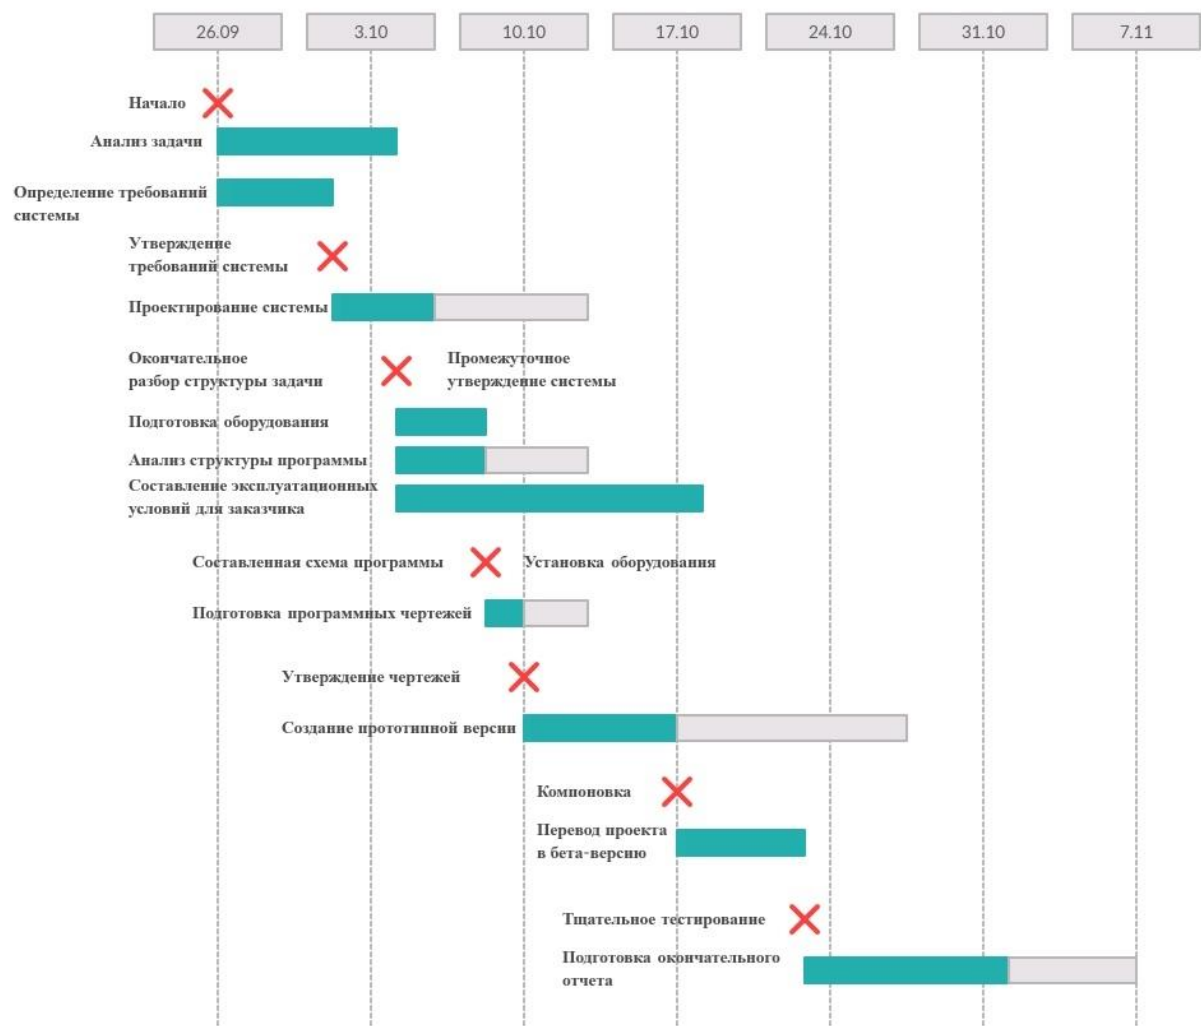 26.09 3.10 10.10 17.10 24.10 31.10 7.11
Начало
Анализ задачи
Определение требований
системы
Утверждение
требований системы
Проектирование системы
Окончательное
разбор структуры задачи
Промежуточное
утверждение системы
Подготовка оборудования
Анализ структуры программы
Составление эксплуатационных
условий для заказчика
Составленная схема программы
Установка оборудования
Подготовка программных чертежей
Утверждение чертежей
Создание прототипной версии
Компоновка
Перевод проекта
в бета-версию
Тщательное тестирование
Подготовка окончательного
отчета